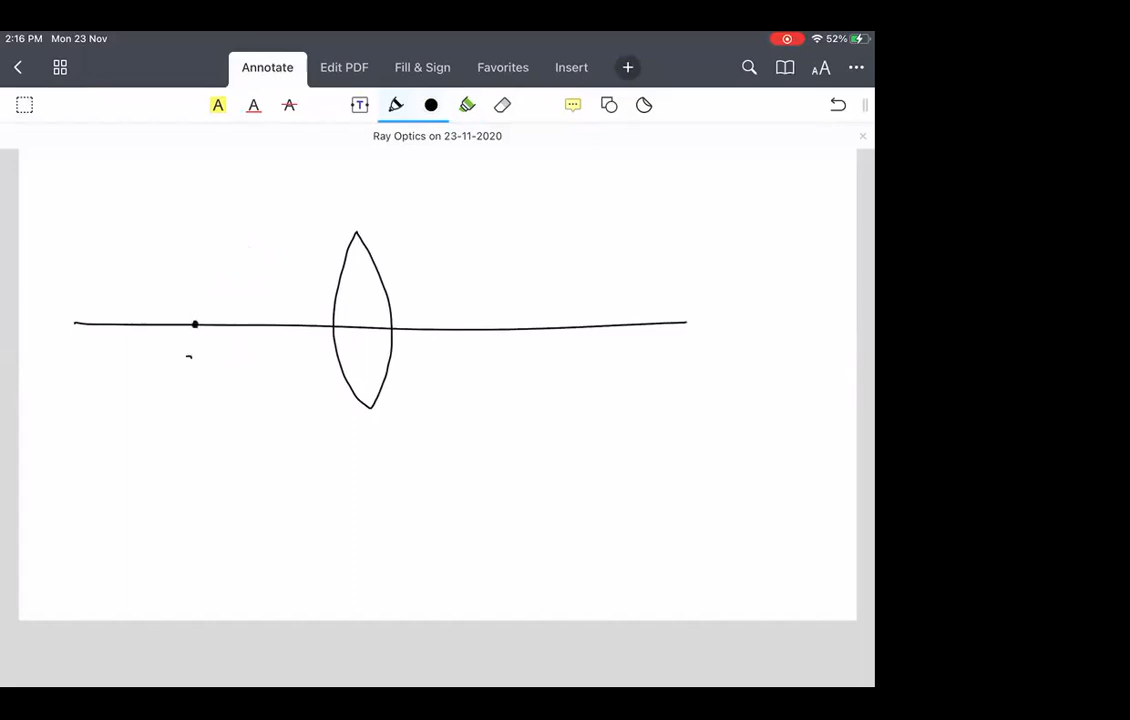 2:16 PM Mon 23 Nov
52%
Annotate Edit PDF Fill & Sign Favorites Insert
AA
A A A T
Ray Optics on 23-11-2020